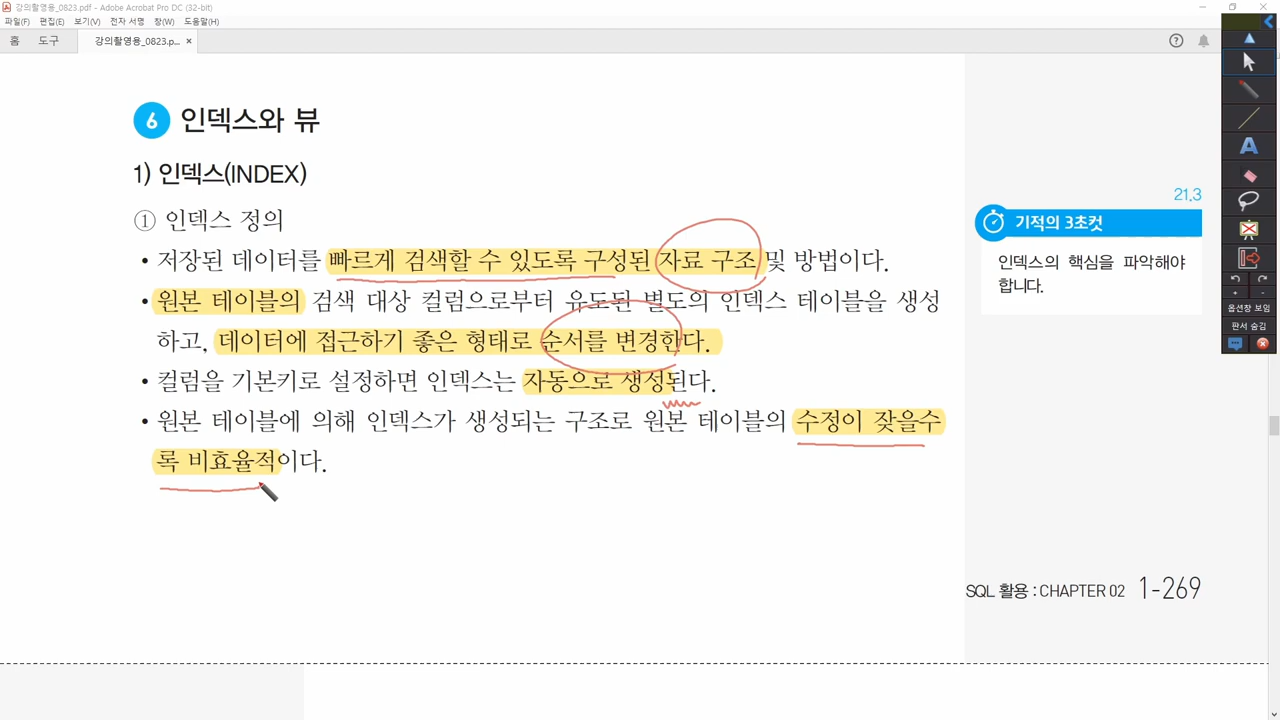 강의촬영용_0823.pdf - Adobe Acrobat Pro DC (32-bit)
파일(F) 편집(E) 보기(V) 전자 서명 창(W) 도움말(H)
홈 도구 강의촬영용_0823.p... ×
6 인덱스와 뷰
1) 인덱스(INDEX)
① 인덱스 정의
• 저장된 데이터를 빠르게 검색할 수 있도록 구성된 자료 구조 및 방법이다.
• 원본 테이블의 검색 대상 컬럼으로부터 유도된 별도의 인덱스 테이블을 생성
하고, 데이터에 접근하기 좋은 형태로 순서를 변경한다.
• 컬럼을 기본키로 설정하면 인덱스는 자동으로 생성된다.
• 원본 테이블에 의해 인덱스가 생성되는 구조로 원본 테이블의 수정이 잦을수
록 비효율적이다.
21.3
기적의 3초컷
인덱스의 핵심을 파악해야
합니다.
SQL 활용 : CHAPTER 02 1-269
A
옵션창 보임
판서 숨김